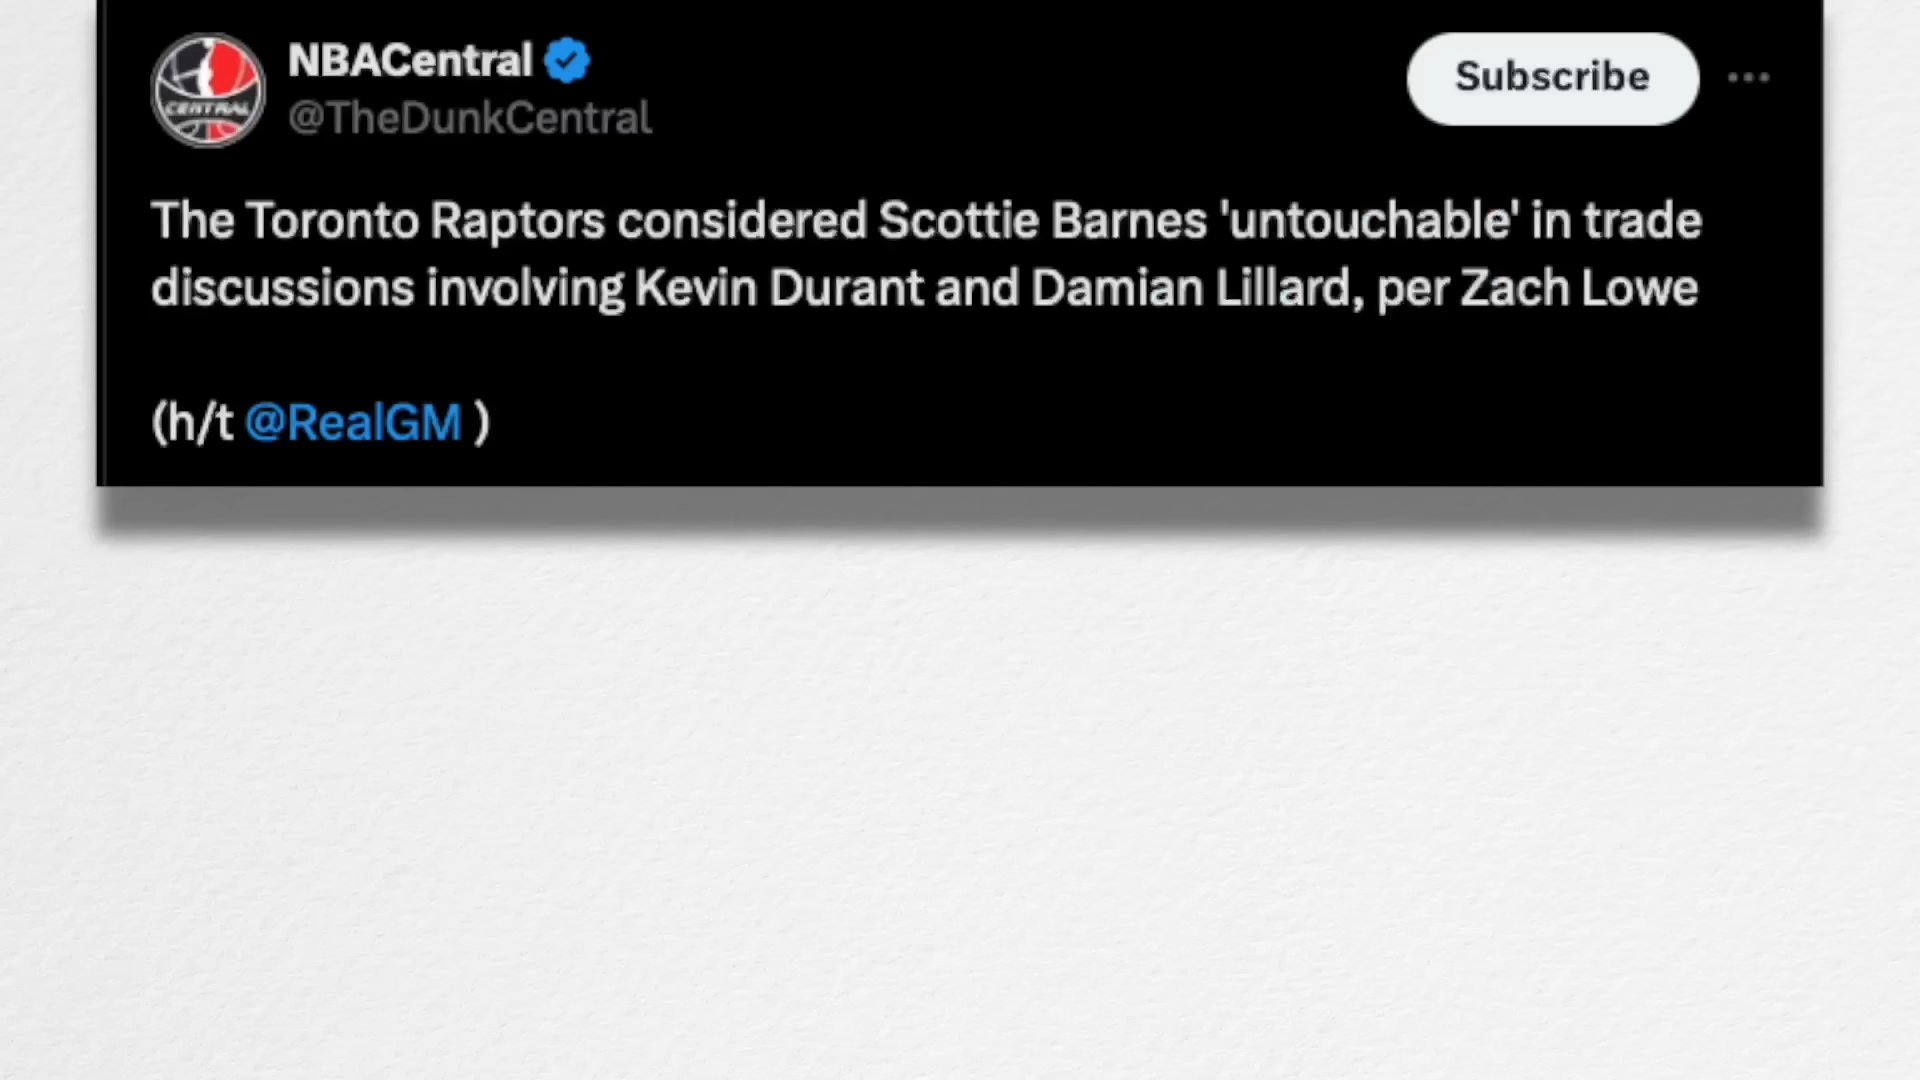 NBACentral
@TheDunkCentral
Subscribe
The Toronto Raptors considered Scottie Barnes 'untouchable' in trade
discussions involving Kevin Durant and Damian Lillard, per Zach Lowe
(h/t @RealGM )
CENTRAL